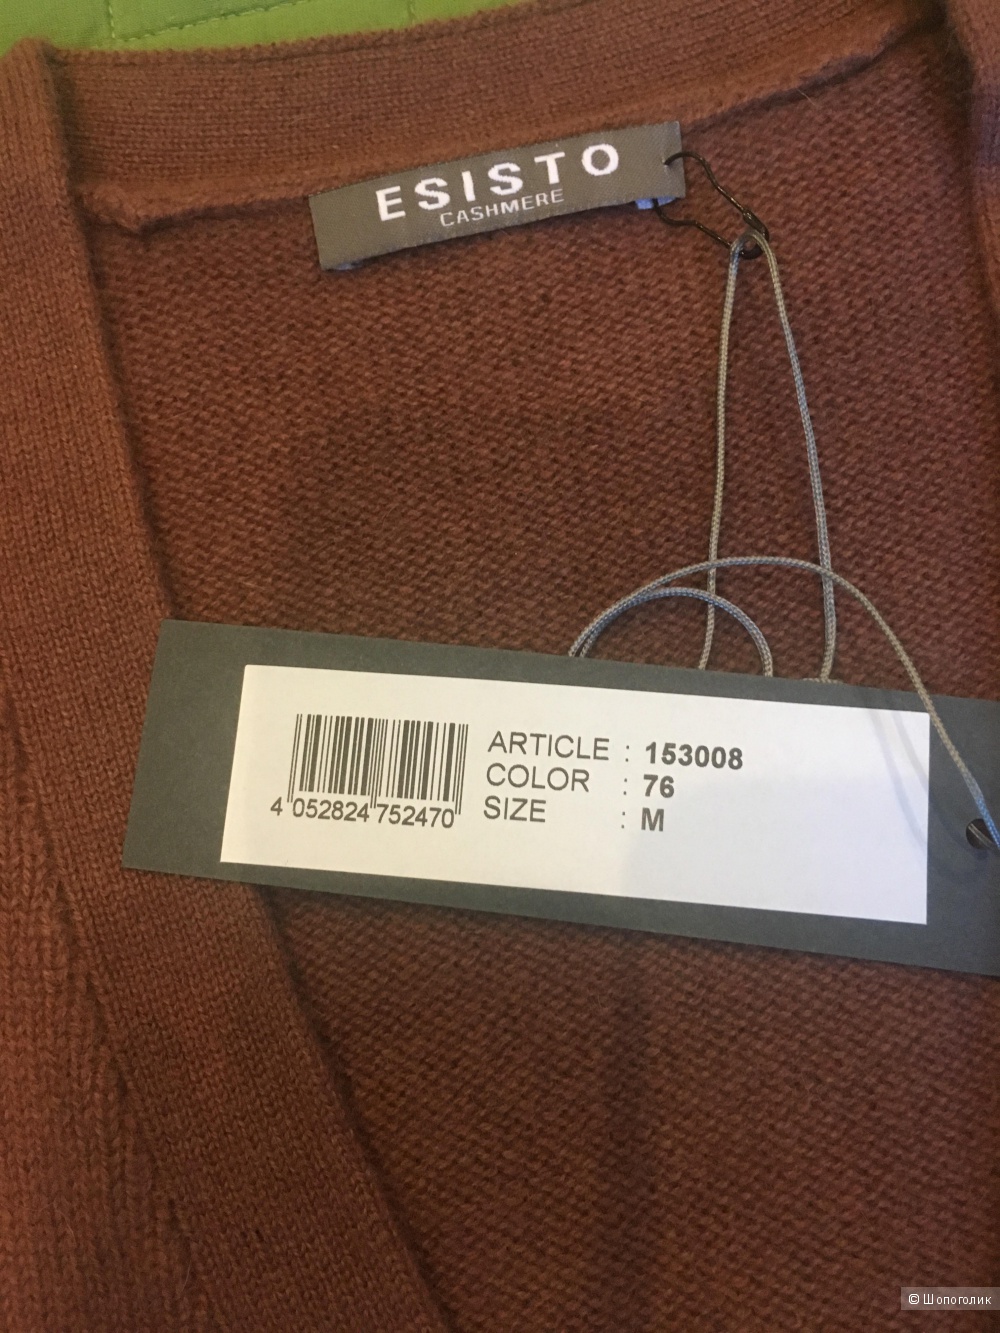 ESISTO
CASHMERE
ARTICLE : 153008
COLOR : 76
SIZE : M
4 052824 752470
© Шопоголик